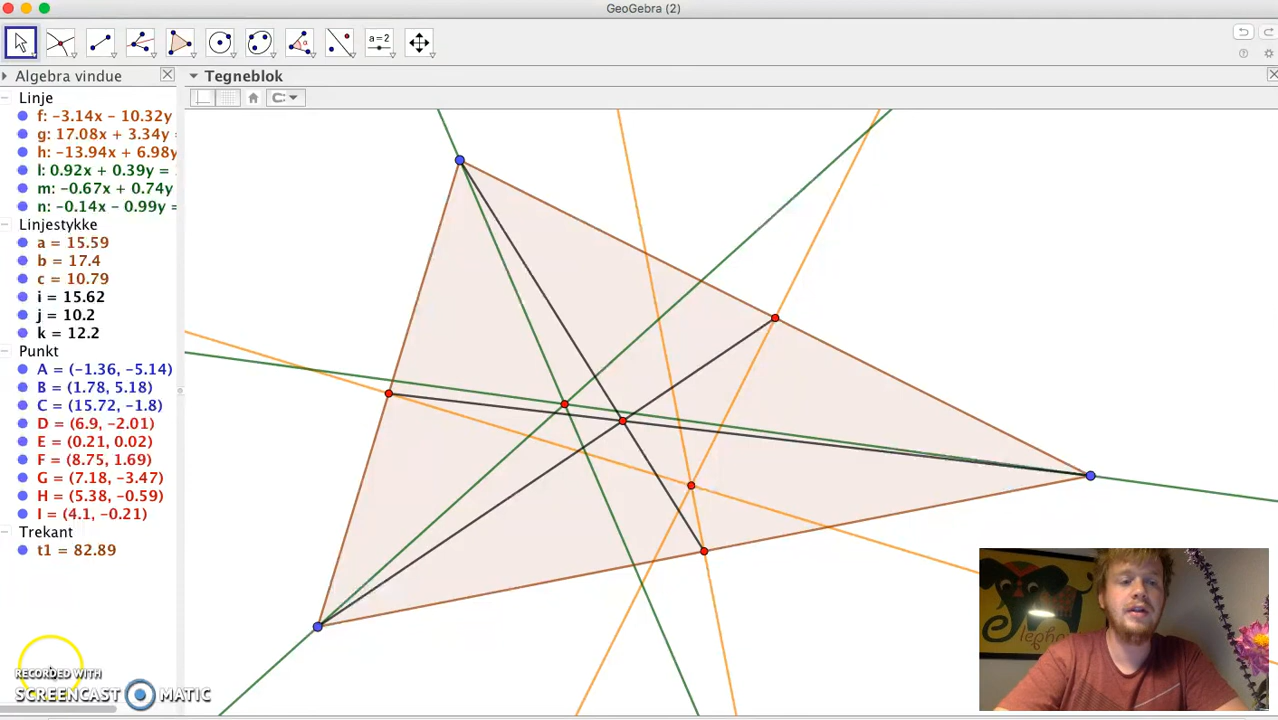 GeoGebra (2)
a=2
Algebra vindue
Tegneblok
Linje
f: -3.14x - 10.32y
g: 17.08x + 3.34y =
h: -13.94x + 6.98y
l: 0.92x + 0.39y =
m: -0.67x + 0.74y
n: -0.14x - 0.99y =
Linjestykke
a = 15.59
b = 17.4
c = 10.79
i = 15.62
j = 10.2
k = 12.2
Punkt
A = (-1.36, -5.14)
B = (1.78, 5.18)
C = (15.72, -1.8)
D = (6.9, -2.01)
E = (0.21, 0.02)
F = (8.75, 1.69)
G = (7.18, -3.47)
H = (5.38, -0.59)
I = (4.1, -0.21)
Trekant
t1 = 82.89
RECORDED WITH
SCREENCAST MATIC